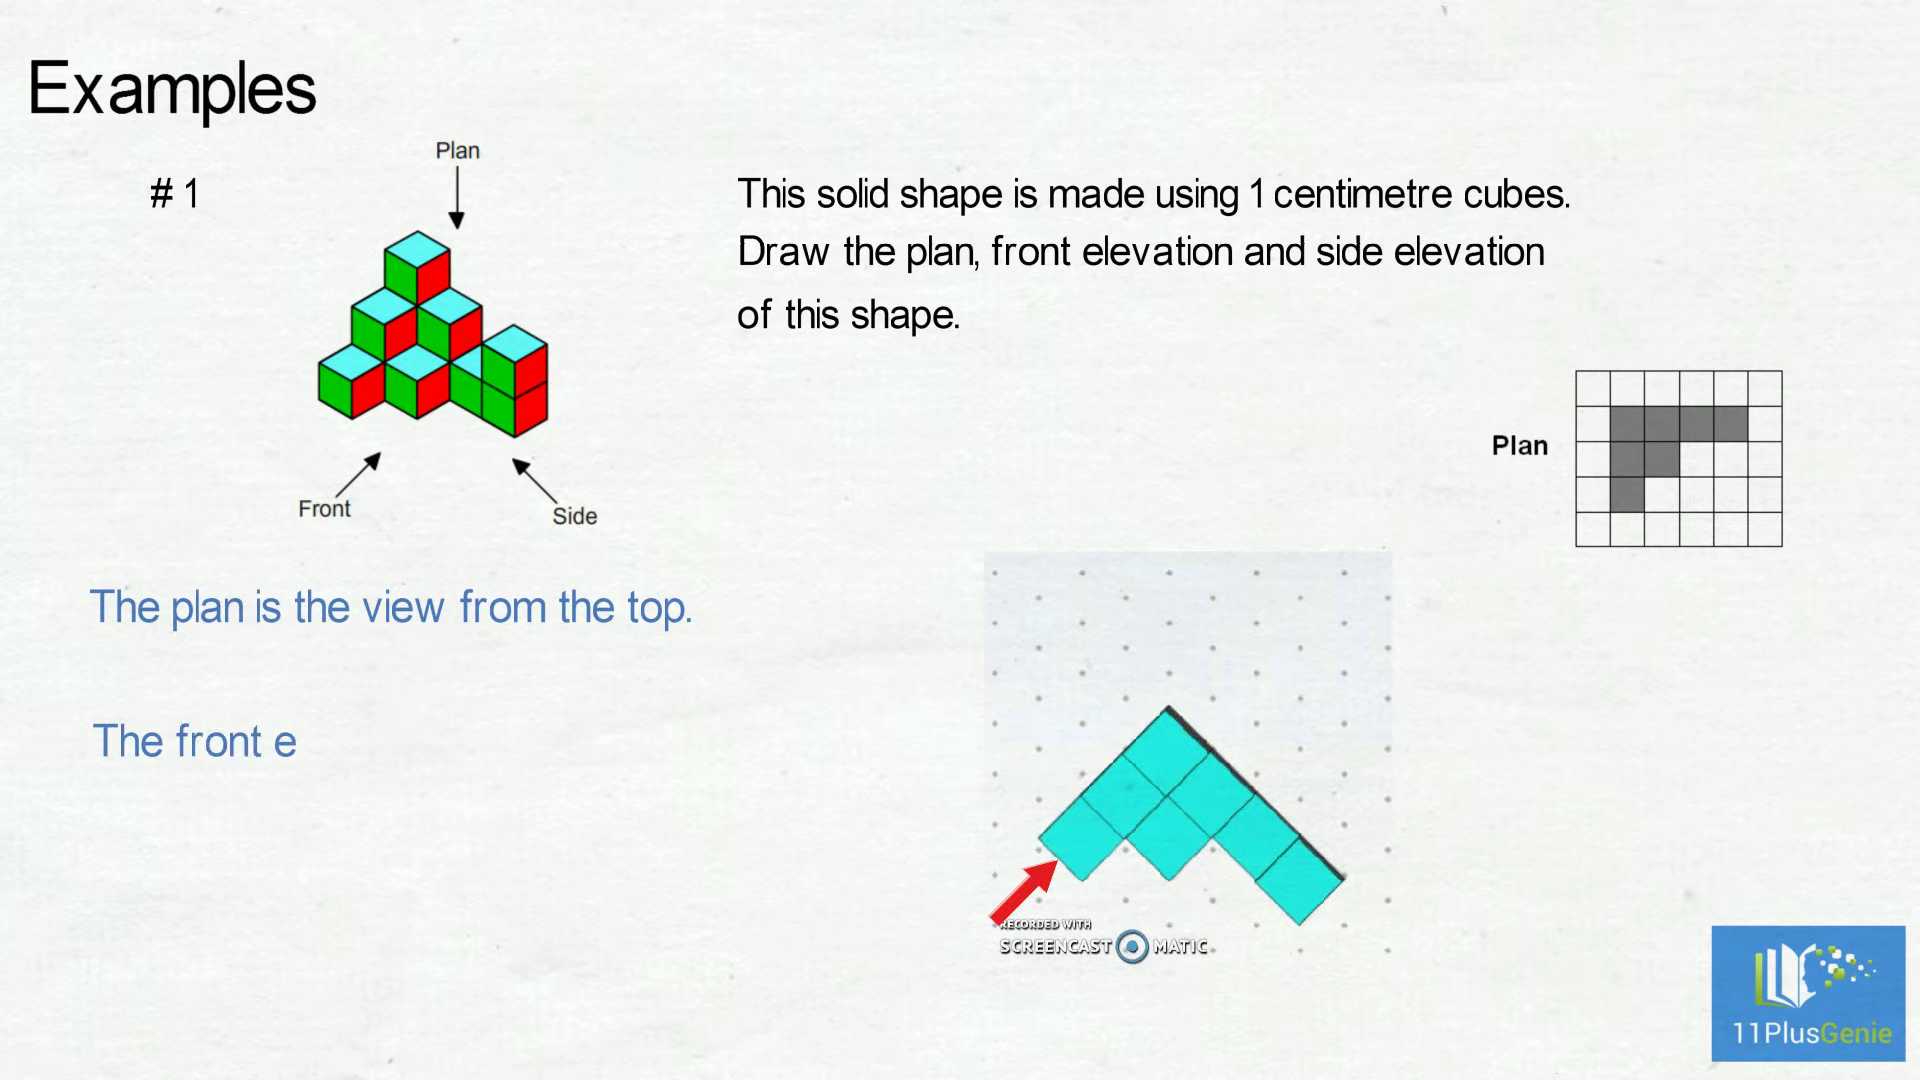 Examples
# 1
Plan
Front
Side
This solid shape is made using 1 centimetre cubes.
Draw the plan, front elevation and side elevation
of this shape.
Plan
The plan is the view from the top.
The front e
RECORDED WITH
SCREENCAST MATIC
11PlusGenie